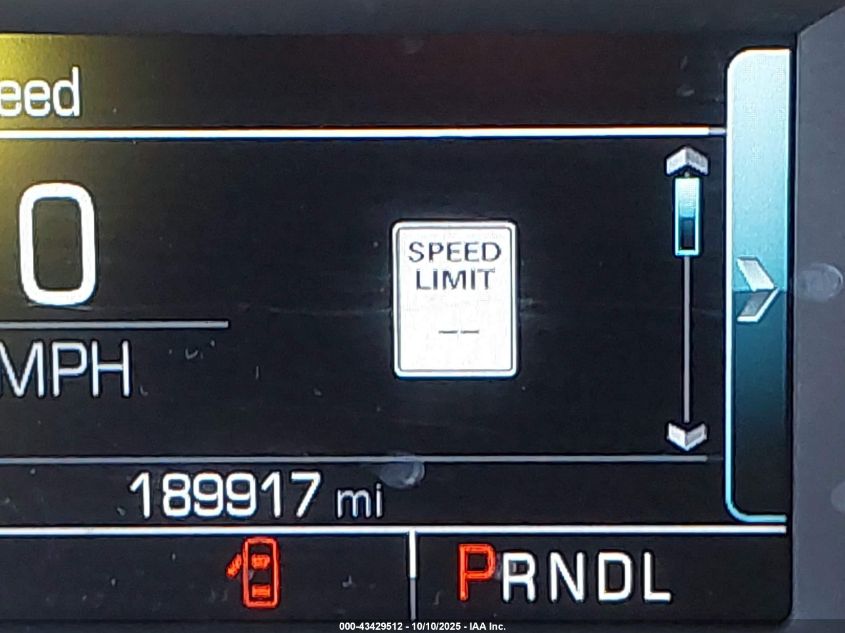 eed
0
MPH
SPEED
LIMIT
--
189917 mi
PRNDL
000-43429512 - 10/10/2025 - IAA Inc.